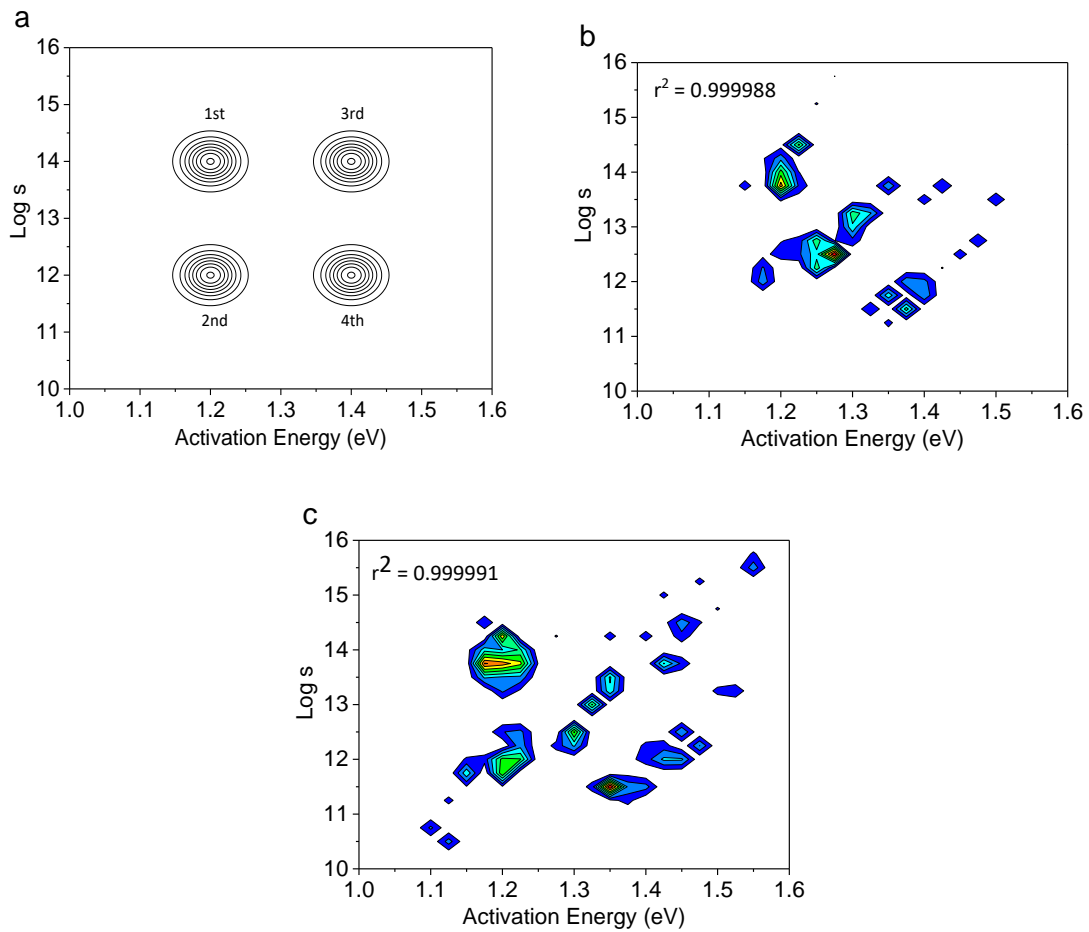 a
16
15
14
13
12
11
10
Log s
1st
3rd
2nd
4th
1.0 1.1 1.2 1.3 1.4 1.5 1.6
Activation Energy (eV)
b
r² = 0.999988
16
15
14
13
12
11
10
Log s
1.0 1.1 1.2 1.3 1.4 1.5 1.6
Activation Energy (eV)
c
r² = 0.999991
16
15
14
13
12
11
10
Log s
1.0 1.1 1.2 1.3 1.4 1.5 1.6
Activation Energy (eV)